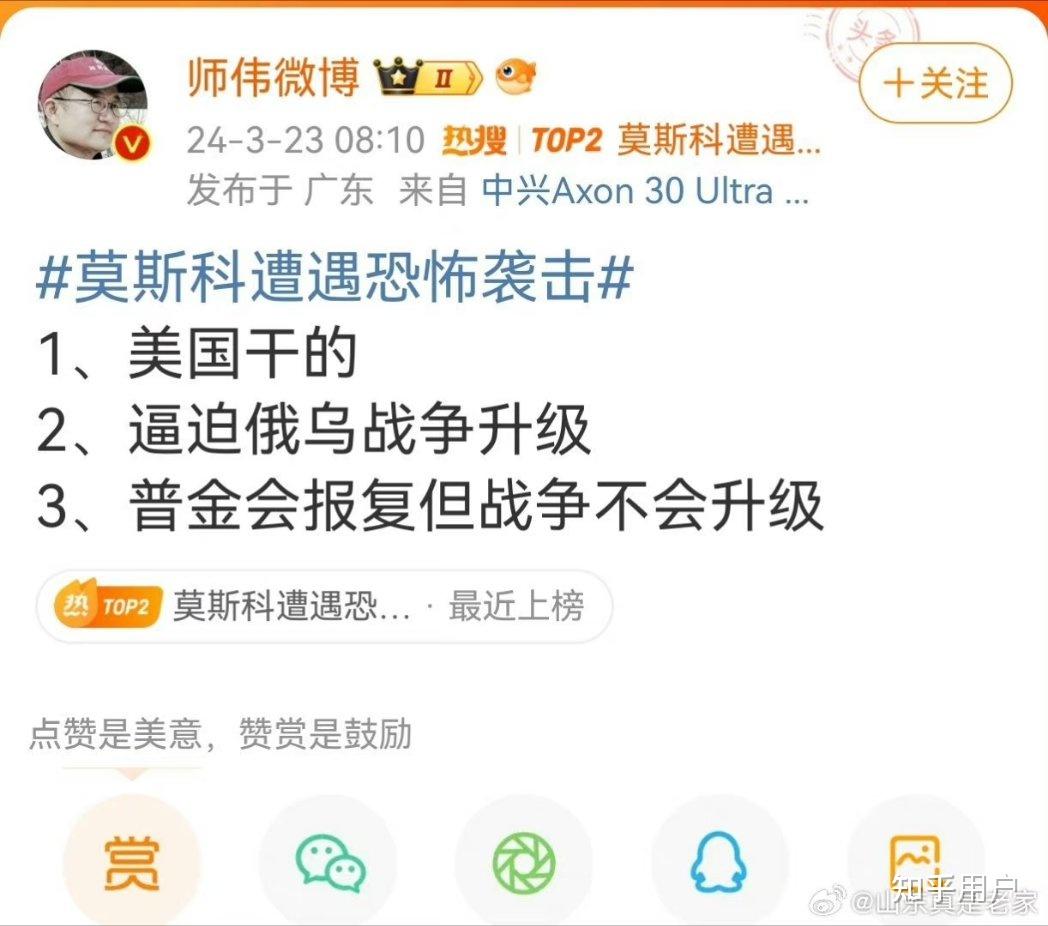 师伟微博 II
头条
+关注
24-3-23 08:10 热搜 TOP2 莫斯科遭遇...
发布于 广东 来自 中兴Axon 30 Ultra ...
#莫斯科遭遇恐怖袭击#
1、美国干的
2、逼迫俄乌战争升级
3、普金会报复但战争不会升级
热 TOP2 莫斯科遭遇恐... · 最近上榜
点赞是美意，赞赏是鼓励
赏
知乎用户
@山东真是老家